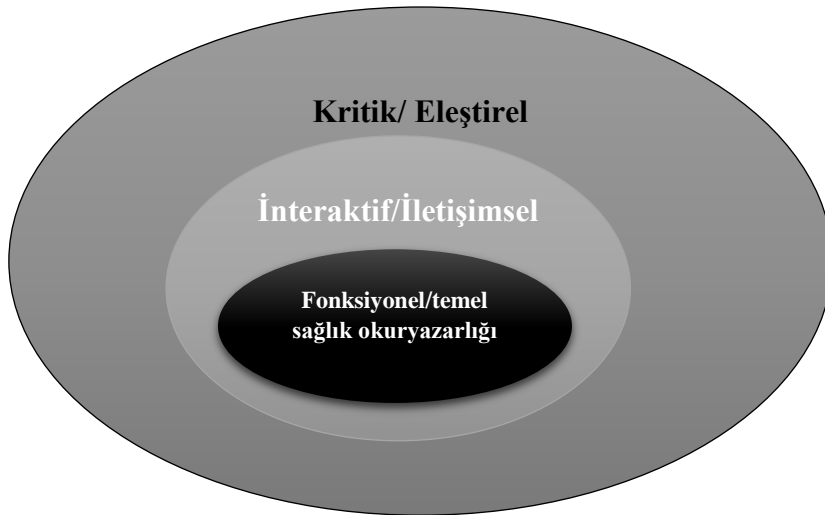 Kritik/ Eleştirel
İnteraktif/İletişimsel
Fonksiyonel/temel
sağlık okuryazarlığı